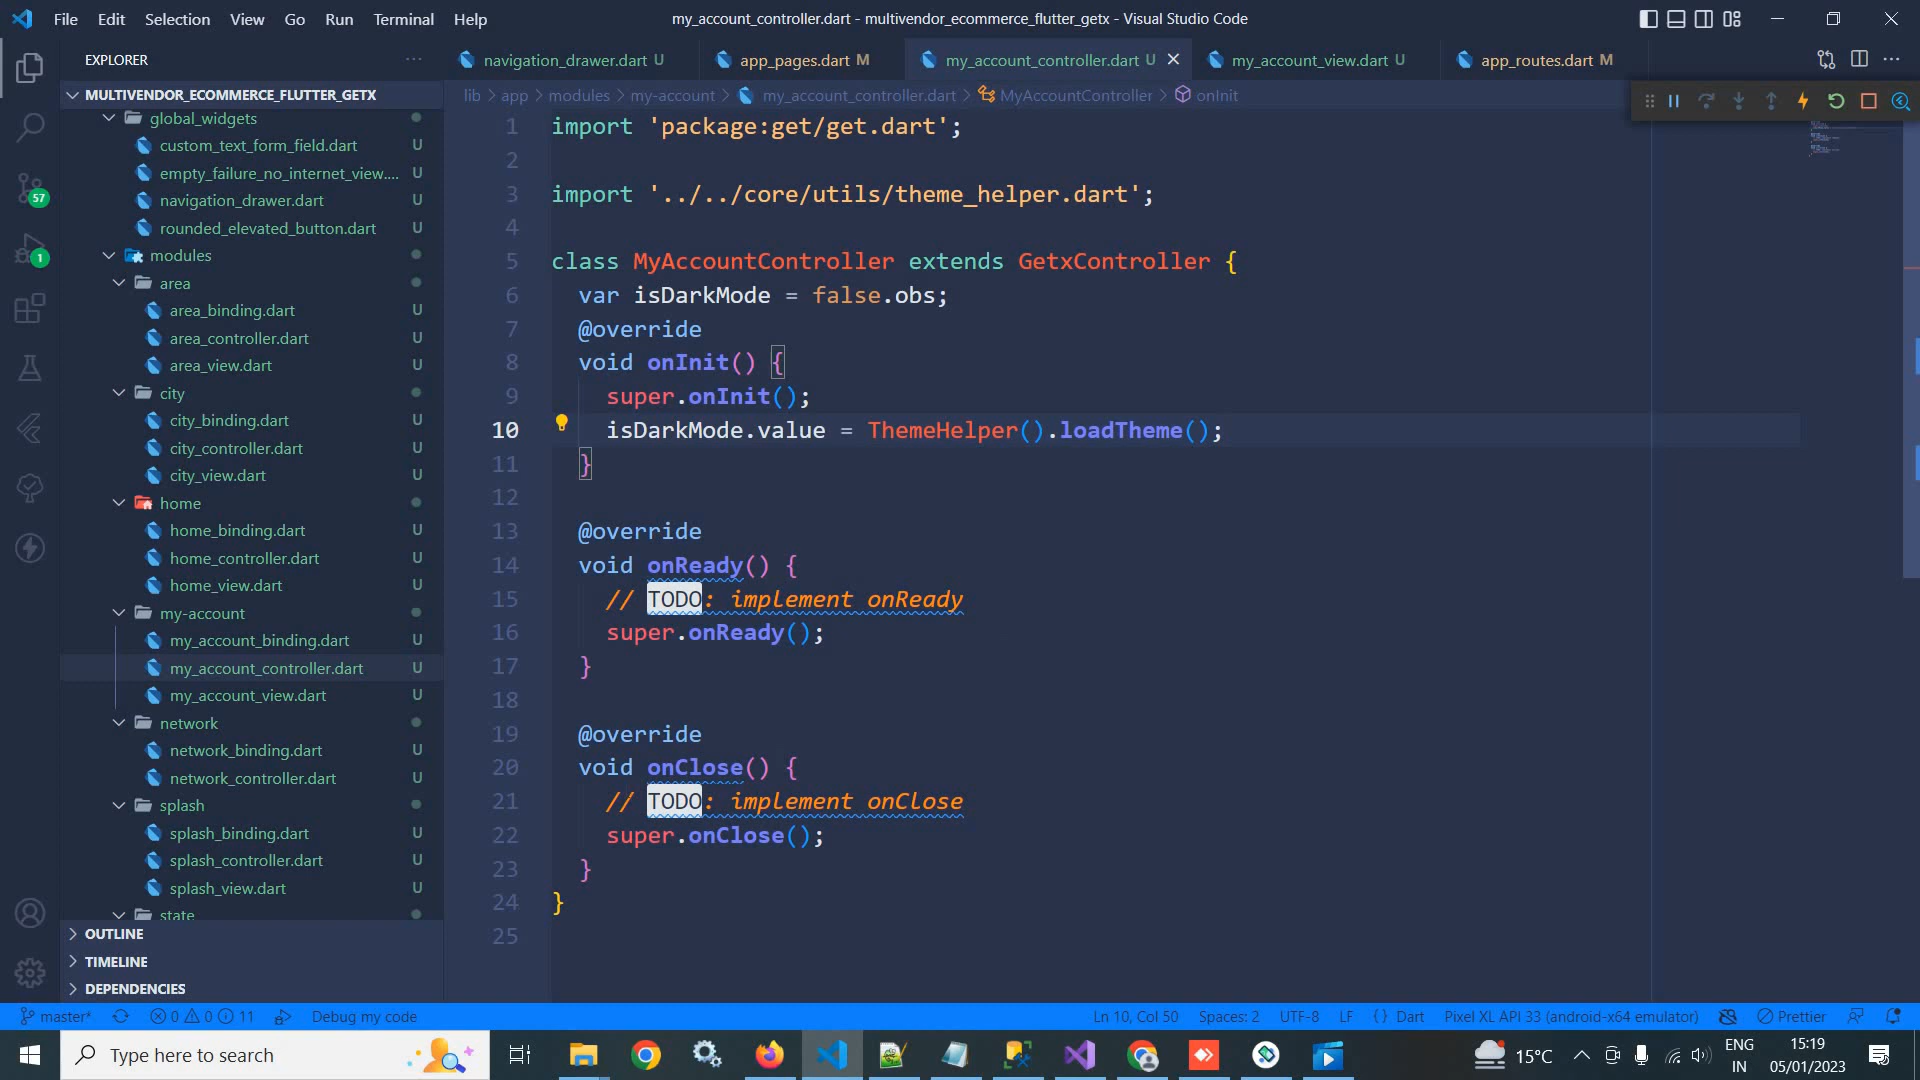 File Edit Selection View Go Run Terminal Help
my_account_controller.dart - multivendor_ecommerce_flutter_getx - Visual Studio Code
EXPLORER
navigation_drawer.dart U
app_pages.dart M
my_account_controller.dart U
my_account_view.dart U
app_routes.dart M
MULTIVENDOR_ECOMMERCE_FLUTTER_GETX
lib > app > modules > my-account > my_account_controller.dart > MyAccountController > onInit
global_widgets
custom_text_form_field.dart U
empty_failure_no_internet_view.... U
navigation_drawer.dart U
rounded_elevated_button.dart U
modules
area
area_binding.dart U
area_controller.dart U
area_view.dart U
city
city_binding.dart U
city_controller.dart U
city_view.dart U
home
home_binding.dart U
home_controller.dart U
home_view.dart U
my-account
my_account_binding.dart U
my_account_controller.dart U
my_account_view.dart U
network
network_binding.dart U
network_controller.dart U
splash
splash_binding.dart U
splash_controller.dart U
splash_view.dart U
state
OUTLINE
TIMELINE
DEPENDENCIES
57
1
1 import 'package:get/get.dart';
2
3 import '../../core/utils/theme_helper.dart';
4
5 class MyAccountController extends GetxController {
6 var isDarkMode = false.obs;
7 @override
8 void onInit() {
9 super.onInit();
10 isDarkMode.value = ThemeHelper().loadTheme();
11 }
12
13 @override
14 void onReady() {
15 // TODO: implement onReady
16 super.onReady();
17 }
18
19 @override
20 void onClose() {
21 // TODO: implement onClose
22 super.onClose();
23 }
24 }
25
master* 0 0 11 Debug my code
Ln 10, Col 50 Spaces: 2 UTF-8 LF {} Dart Pixel XL API 33 (android-x64 emulator) Prettier
Type here to search
15°C
ENG
IN
15:19
05/01/2023